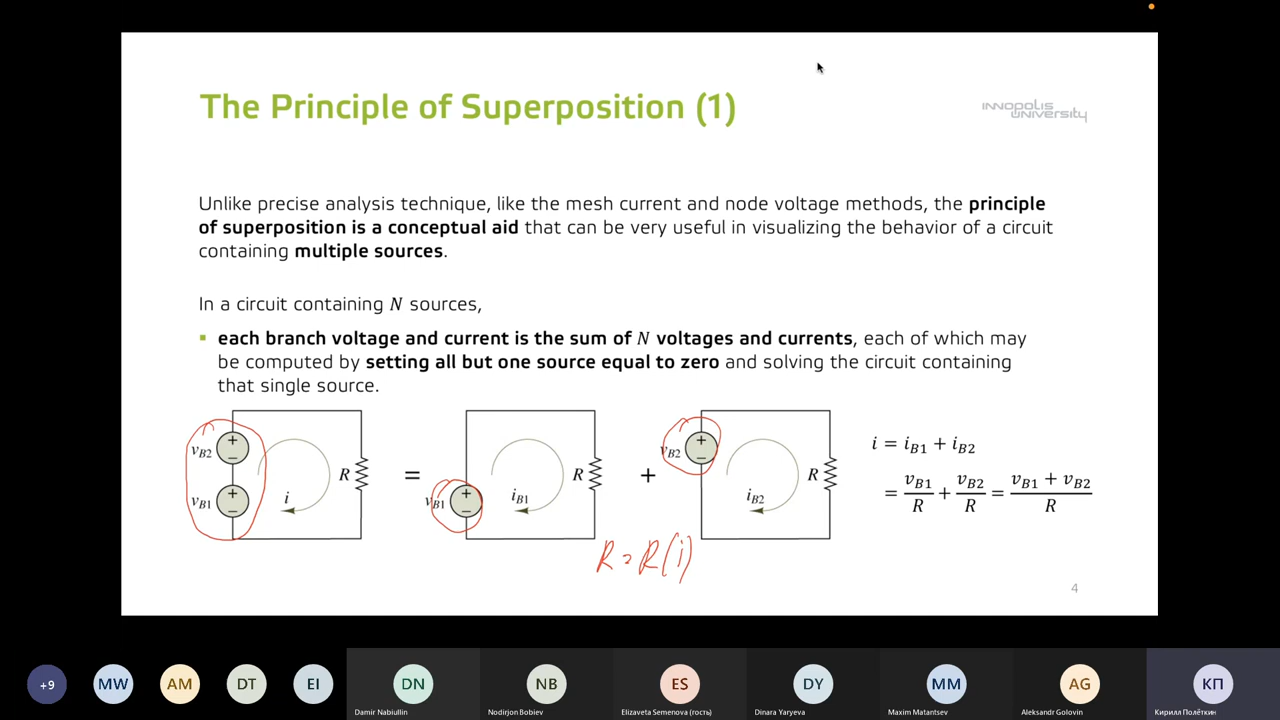 The Principle of Superposition (1)
INNOPOLIS
UNIVERSITY
Unlike precise analysis technique, like the mesh current and node voltage methods, the principle
of superposition is a conceptual aid that can be very useful in visualizing the behavior of a circuit
containing multiple sources.
In a circuit containing N sources,
▪ each branch voltage and current is the sum of N voltages and currents, each of which may
be computed by setting all but one source equal to zero and solving the circuit containing
that single source.
vB2 + − vB1 + − i R
=
vB1 + − iB1 R
+
vB2 + − iB2 R
i = iB1 + iB2
= vB1/R + vB2/R = (vB1 + vB2)/R
R = R(i)
4
+9 MW AM DT EI DN NB ES DY MM AG КП
Damir Nabiullin Nodirjon Bobiev Elizaveta Semenova (гость) Dinara Yaryeva Maxim Matantsev Aleksandr Golovin Кирилл Полёткин